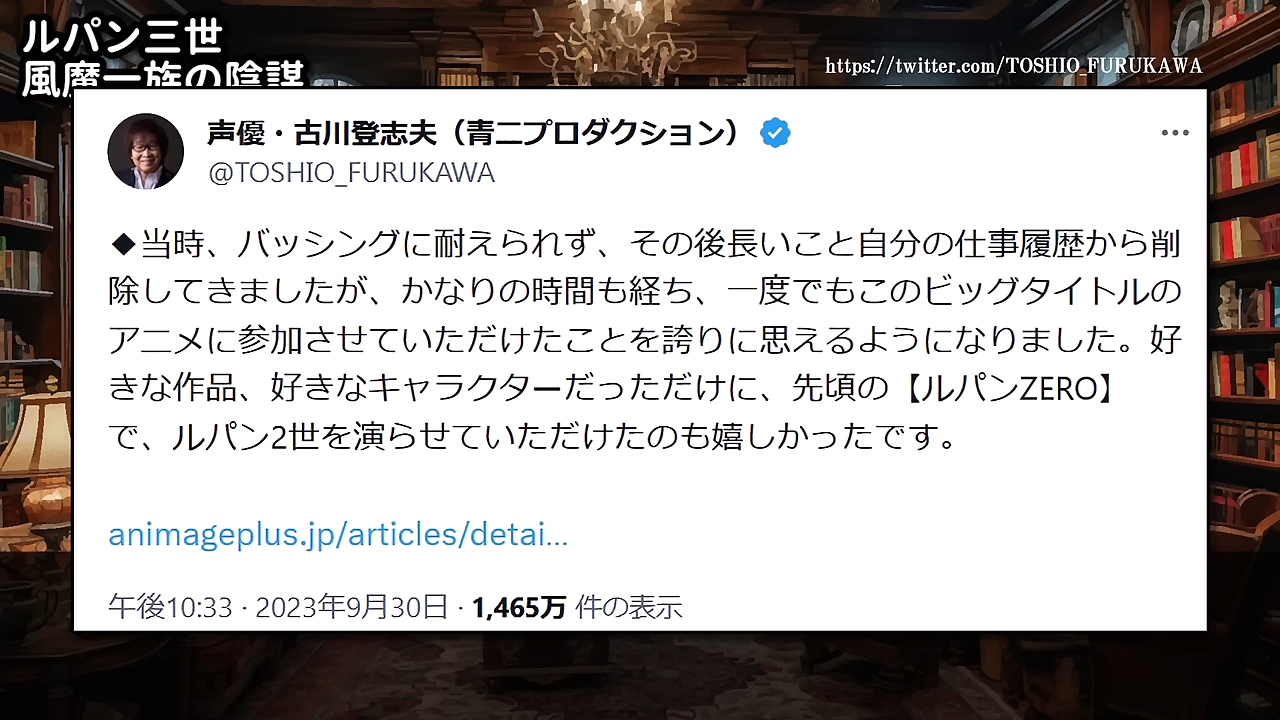 ルパン三世
風魔一族の陰謀
https://twitter.com/TOSHIO_FURUKAWA
声優・古川登志夫（青二プロダクション）
@TOSHIO_FURUKAWA
◆当時、バッシングに耐えられず、その後長いこと自分の仕事履歴から削
除してきましたが、かなりの時間も経ち、一度でもこのビッグタイトルの
アニメに参加させていただけたことを誇りに思えるようになりました。好
きな作品、好きなキャラクターだっただけに、先頃の【ルパンZERO】
で、ルパン2世を演らせていただけたのも嬉しかったです。
animageplus.jp/articles/detai...
午後10:33 · 2023年9月30日 · 1,465万 件の表示